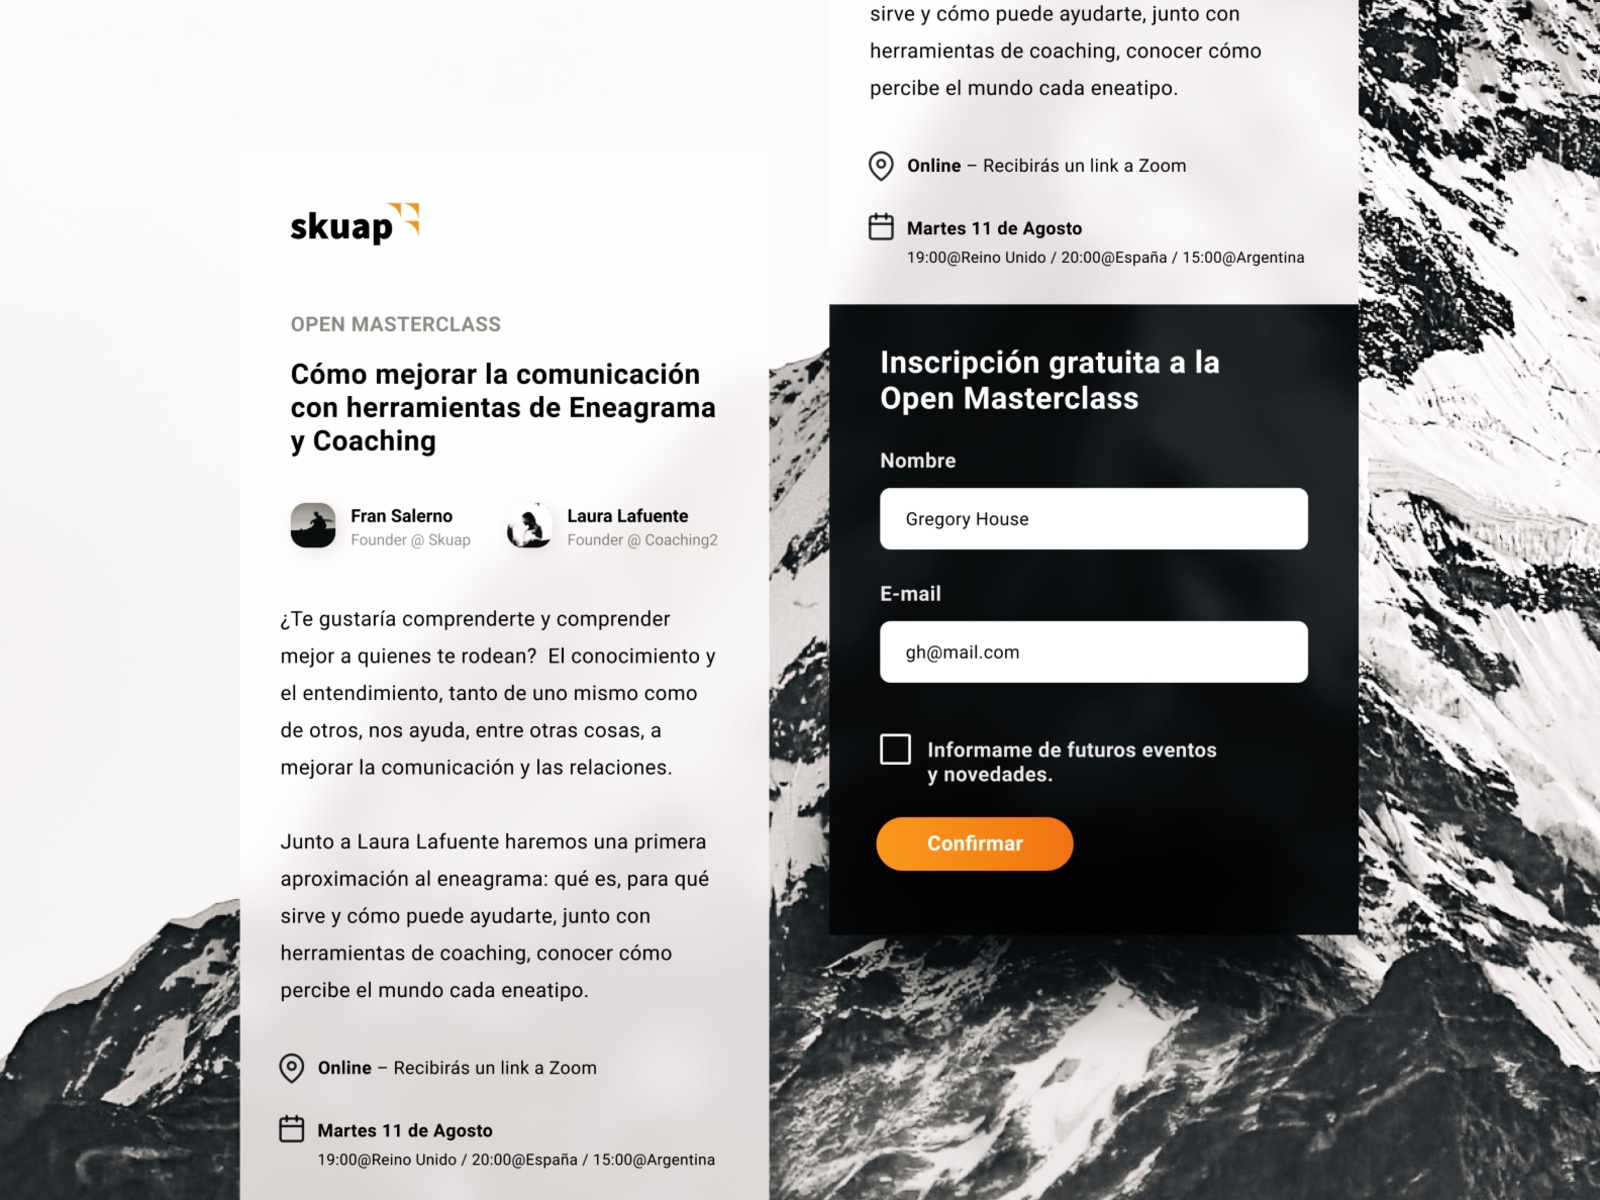 skuap
OPEN MASTERCLASS
Cómo mejorar la comunicación
con herramientas de Eneagrama
y Coaching
Fran Salerno
Founder @ Skuap
Laura Lafuente
Founder @ Coaching2
¿Te gustaría comprenderte y comprender
mejor a quienes te rodean?  El conocimiento y
el entendimiento, tanto de uno mismo como
de otros, nos ayuda, entre otras cosas, a
mejorar la comunicación y las relaciones.
Junto a Laura Lafuente haremos una primera
aproximación al eneagrama: qué es, para qué
sirve y cómo puede ayudarte, junto con
herramientas de coaching, conocer cómo
percibe el mundo cada eneatipo.
Online – Recibirás un link a Zoom
Martes 11 de Agosto
19:00@Reino Unido / 20:00@España / 15:00@Argentina
sirve y cómo puede ayudarte, junto con
herramientas de coaching, conocer cómo
percibe el mundo cada eneatipo.
Online – Recibirás un link a Zoom
Martes 11 de Agosto
19:00@Reino Unido / 20:00@España / 15:00@Argentina
Inscripción gratuita a la
Open Masterclass
Nombre
Gregory House
E-mail
gh@mail.com
Informame de futuros eventos
y novedades.
Confirmar